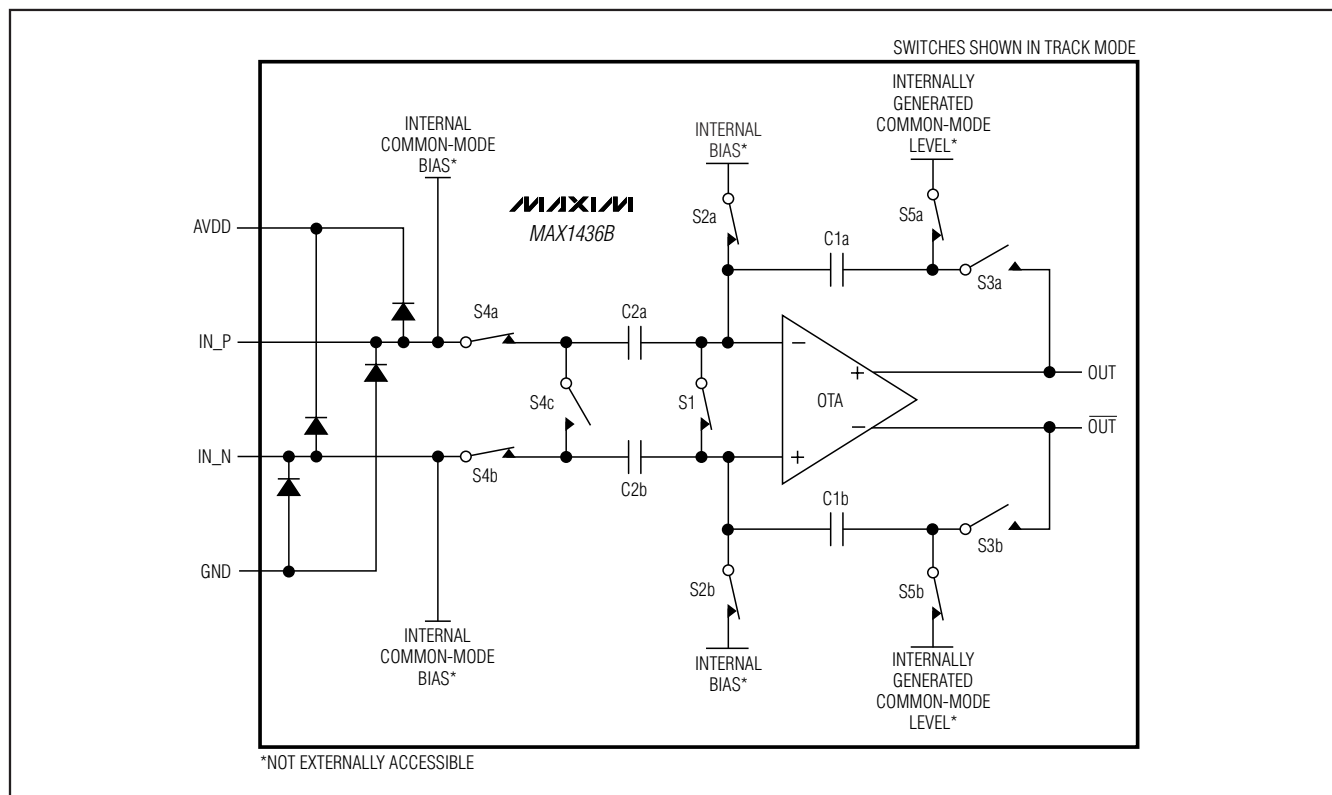 SWITCHES SHOWN IN TRACK MODE
INTERNAL
COMMON-MODE
BIAS*
INTERNAL
BIAS*
INTERNALLY
GENERATED
COMMON-MODE
LEVEL*
MAXIM
MAX1436B
AVDD
S2a
S5a
C1a
S3a
IN_P
S4a
C2a
S4c
S1
OTA
OUT
OUT
IN_N
S4b
C2b
C1b
S3b
GND
S2b
S5b
INTERNAL
COMMON-MODE
BIAS*
INTERNAL
BIAS*
INTERNALLY
GENERATED
COMMON-MODE
LEVEL*
*NOT EXTERNALLY ACCESSIBLE